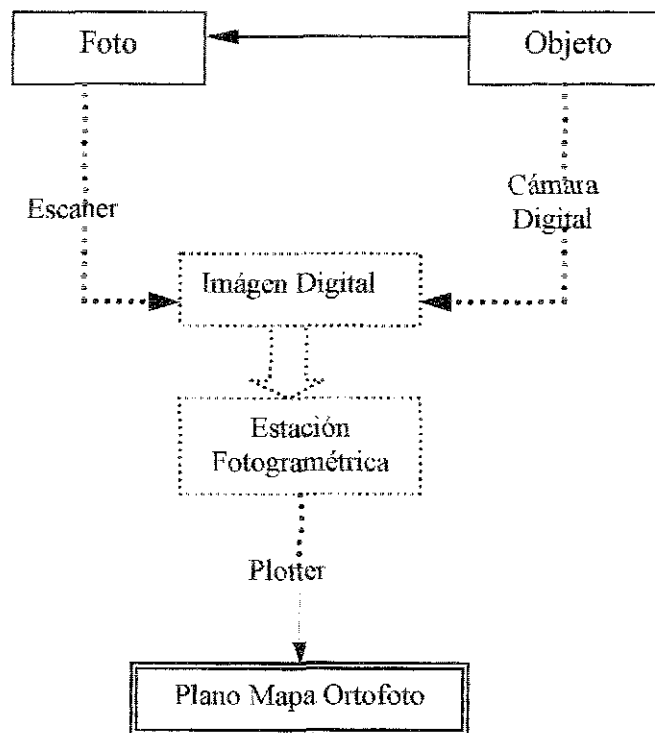 Foto
Objeto
Escaner
Cámara
Digital
Imágen Digital
Estación
Fotogramétrica
Plotter
Plano Mapa Ortofoto